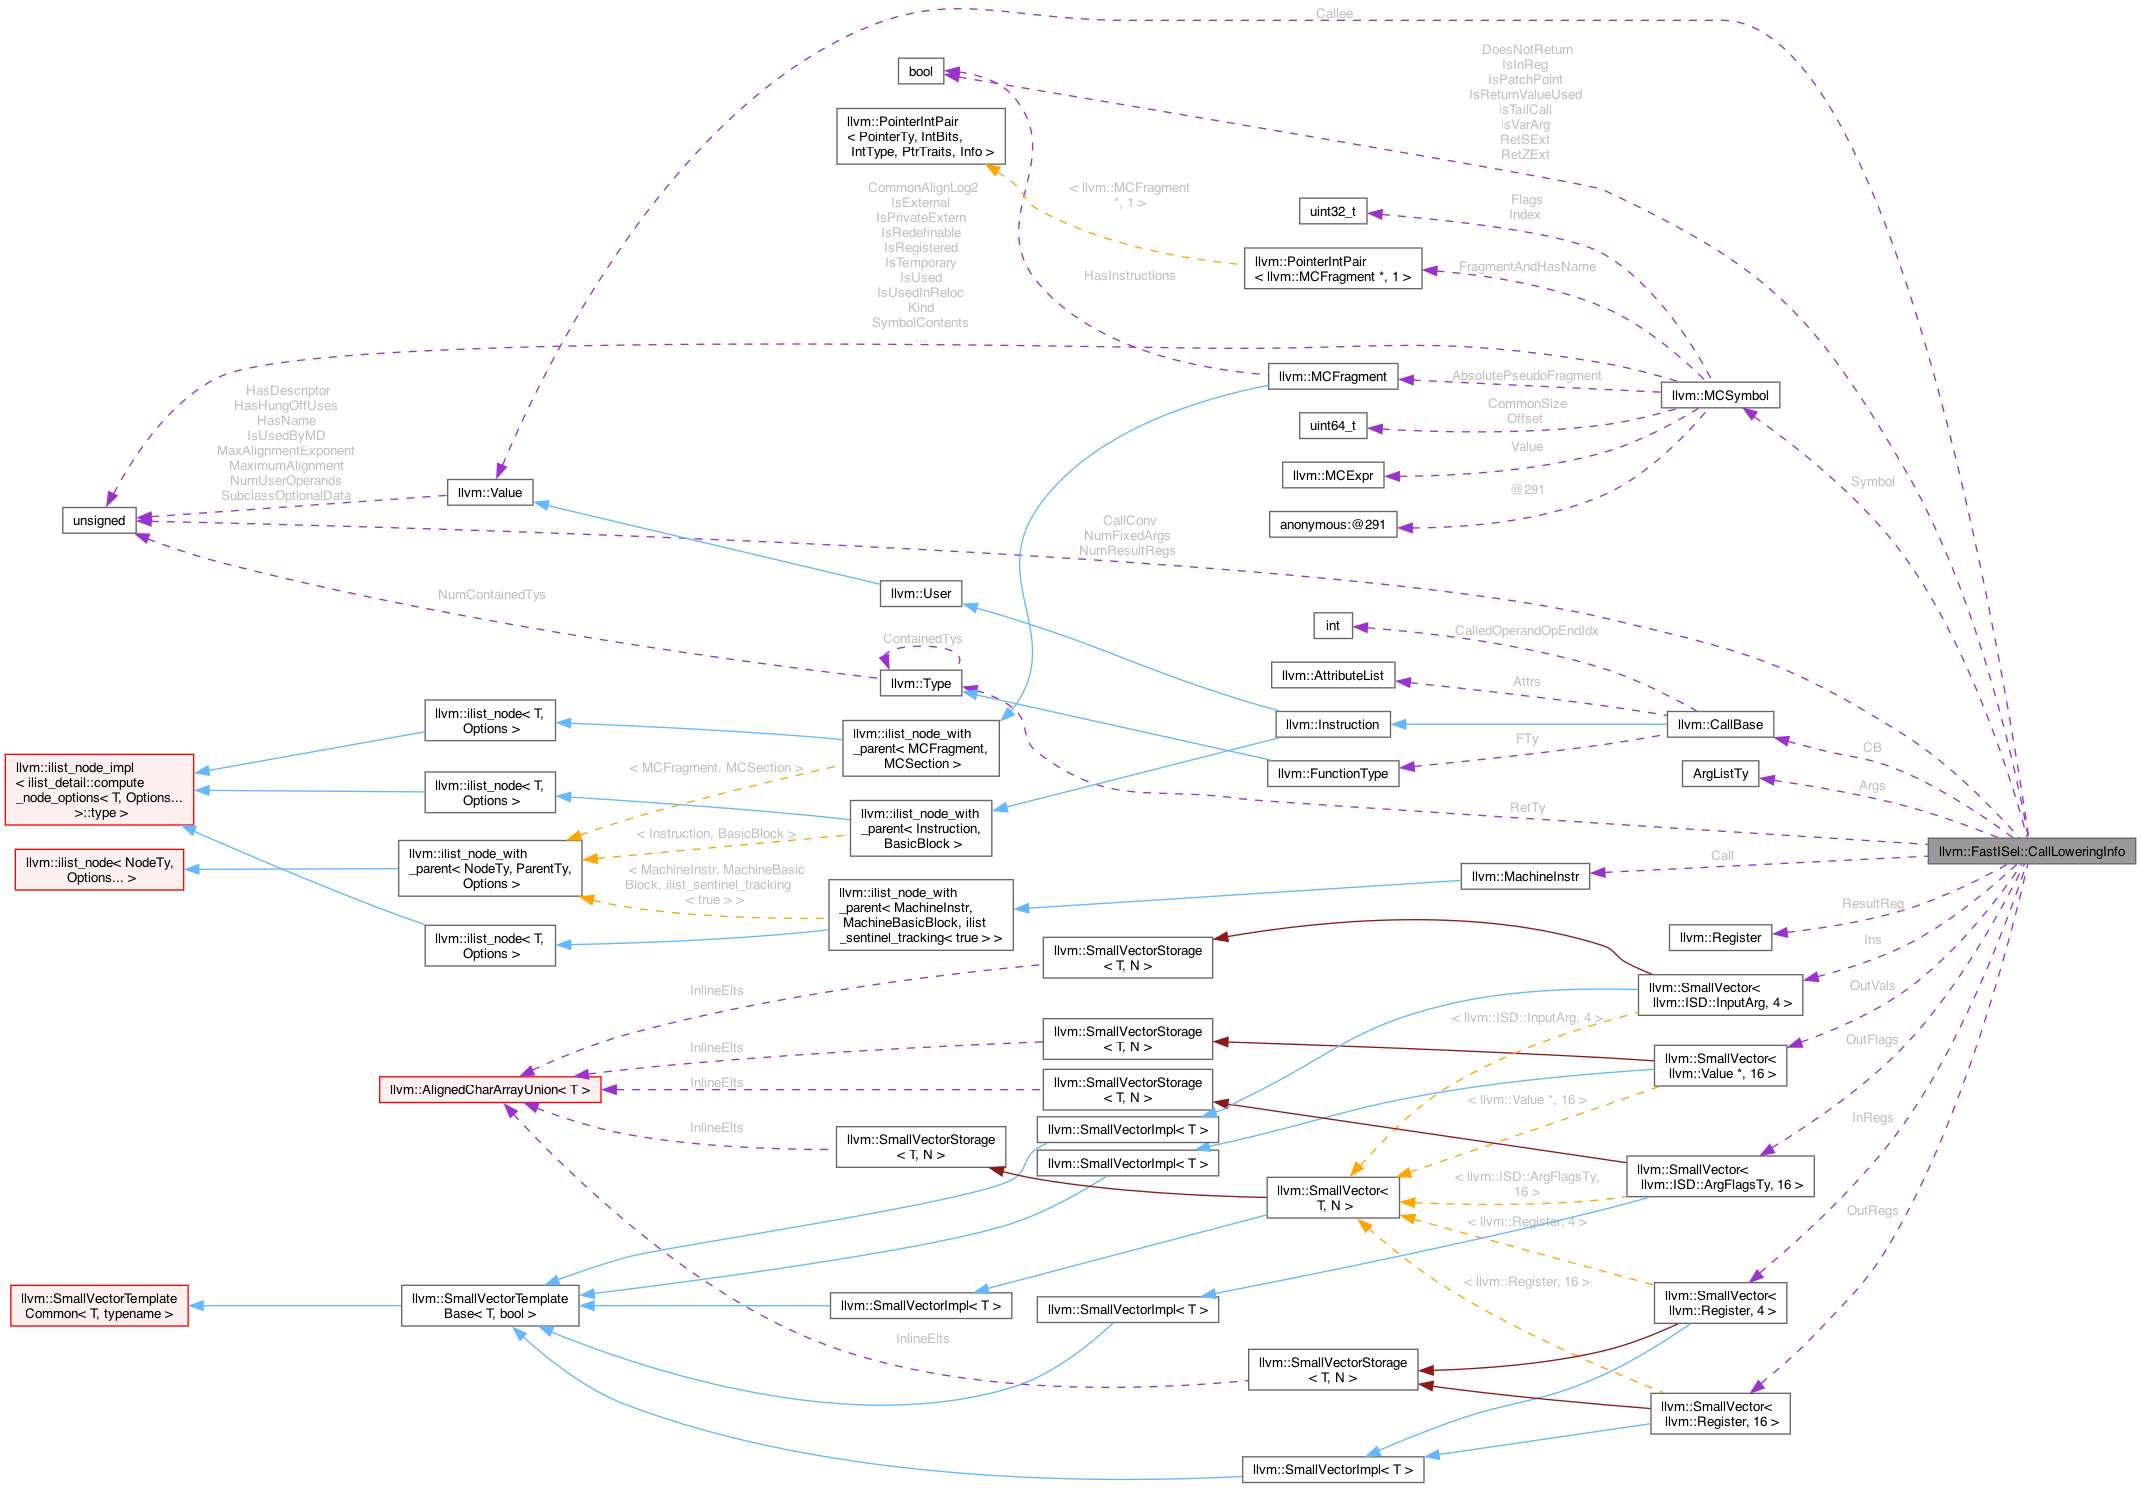 Callee
DoesNotReturn
IsInReg
IsPatchPoint
IsReturnValueUsed
IsTailCall
IsVarArg
RetSExt
RetZExt
bool
llvm::PointerIntPair
< PointerTy, IntBits,
IntType, PtrTraits, Info >
CommonAlignLog2
IsExternal
IsPrivateExtern
IsRedefinable
IsRegistered
IsTemporary
IsUsed
IsUsedInReloc
Kind
SymbolContents
...
< llvm::MCFragment
*, 1 >
uint32_t
Flags
Index
llvm::PointerIntPair
< llvm::MCFragment *, 1 >
FragmentAndHasName
HasInstructions
llvm::MCFragment
AbsolutePseudoFragment
llvm::MCSymbol
CommonSize
Offset
uint64_t
Value
llvm::MCExpr
@291
anonymous:@291
Symbol
HasDescriptor
HasHungOffUses
HasName
IsUsedByMD
MaxAlignmentExponent
MaximumAlignment
NumUserOperands
SubclassOptionalData
llvm::Value
unsigned
CallConv
NumFixedArgs
NumResultRegs
NumContainedTys
llvm::User
ContainedTys
llvm::Type
int
CalledOperandOpEndIdx
llvm::AttributeList
Attrs
llvm::Instruction
llvm::CallBase
CB
FTy
llvm::FunctionType
ArgListTy
Args
RetTy
llvm::ilist_node< T,
Options >
llvm::ilist_node_with
_parent< MCFragment,
MCSection >
llvm::ilist_node_impl
< ilist_detail::compute
_node_options< T, Options...
>::type >
< MCFragment, MCSection >
llvm::ilist_node< T,
Options >
llvm::ilist_node_with
_parent< Instruction,
BasicBlock >
< Instruction, BasicBlock >
llvm::ilist_node< NodeTy,
Options... >
llvm::ilist_node_with
_parent< NodeTy, ParentTy,
Options >
< MachineInstr, MachineBasic
Block, ilist_sentinel_tracking
< true > >
llvm::FastISel::CallLoweringInfo
Call
llvm::MachineInstr
llvm::ilist_node_with
_parent< MachineInstr,
MachineBasicBlock, ilist
_sentinel_tracking< true > >
llvm::ilist_node< T,
Options >
ResultReg
llvm::Register
Ins
llvm::SmallVectorStorage
< T, N >
InlineElts
llvm::SmallVector<
llvm::ISD::InputArg, 4 >
OutVals
< llvm::ISD::InputArg, 4 >
llvm::SmallVectorStorage
< T, N >
InlineElts
llvm::SmallVector<
llvm::Value *, 16 >
OutFlags
llvm::AlignedCharArrayUnion< T >
InlineElts
llvm::SmallVectorStorage
< T, N >
< llvm::Value *, 16 >
InRegs
InlineElts
llvm::SmallVectorStorage
< T, N >
llvm::SmallVectorImpl< T >
llvm::SmallVectorImpl< T >
llvm::SmallVector<
T, N >
< llvm::ISD::ArgFlagsTy,
16 >
llvm::SmallVector<
llvm::ISD::ArgFlagsTy, 16 >
OutRegs
< llvm::Register, 4 >
< llvm::Register, 16 >
llvm::SmallVectorTemplate
Common< T, typename >
llvm::SmallVectorTemplate
Base< T, bool >
llvm::SmallVectorImpl< T >
llvm::SmallVectorImpl< T >
llvm::SmallVector<
llvm::Register, 4 >
InlineElts
llvm::SmallVectorStorage
< T, N >
llvm::SmallVector<
llvm::Register, 16 >
llvm::SmallVectorImpl< T >